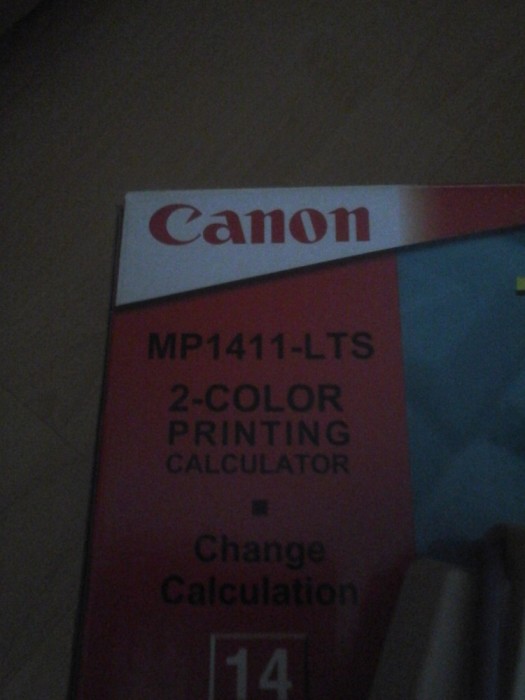 Canon
MP1411-LTS
2-COLOR
PRINTING
CALCULATOR
Change
Calculation
14